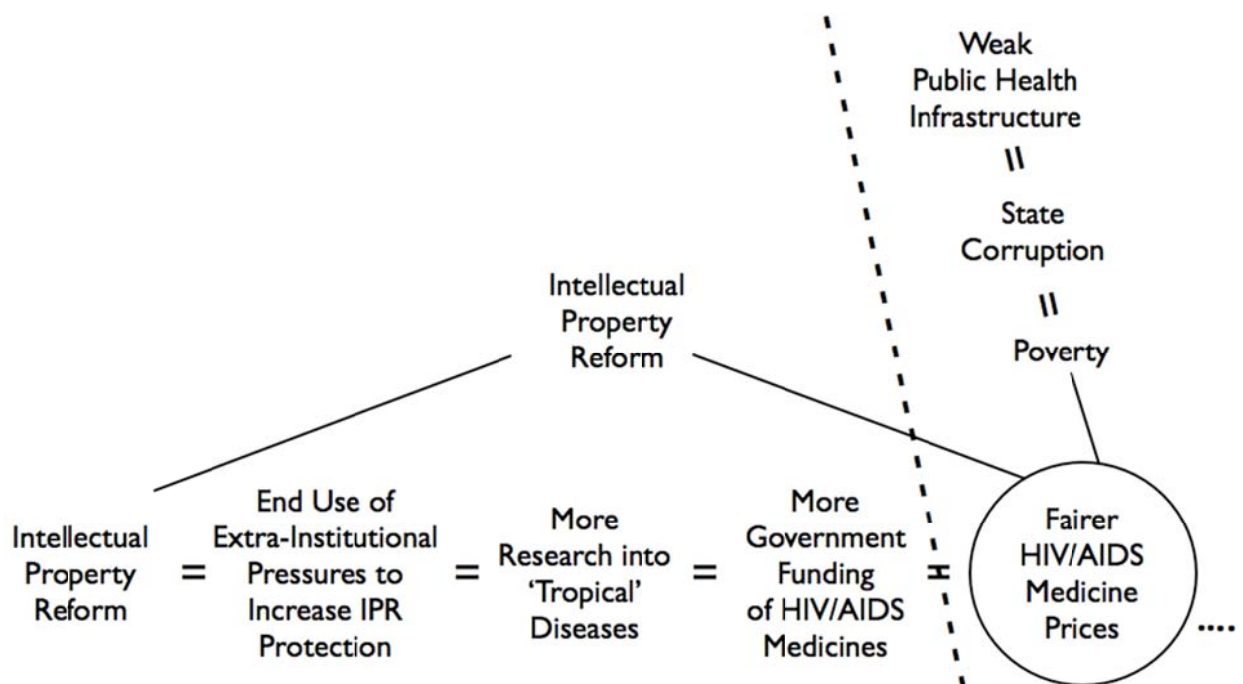 Weak
Public Health
Infrastructure
=
State
Corruption
=
Poverty
Intellectual
Property
Reform
Intellectual
Property
Reform
=
End Use of
Extra-Institutional
Pressures to
Increase IPR
Protection
=
More
Research into
‘Tropical’
Diseases
=
More
Government
Funding
of HIV/AIDS
Medicines
=
Fairer
HIV/AIDS
Medicine
Prices
....